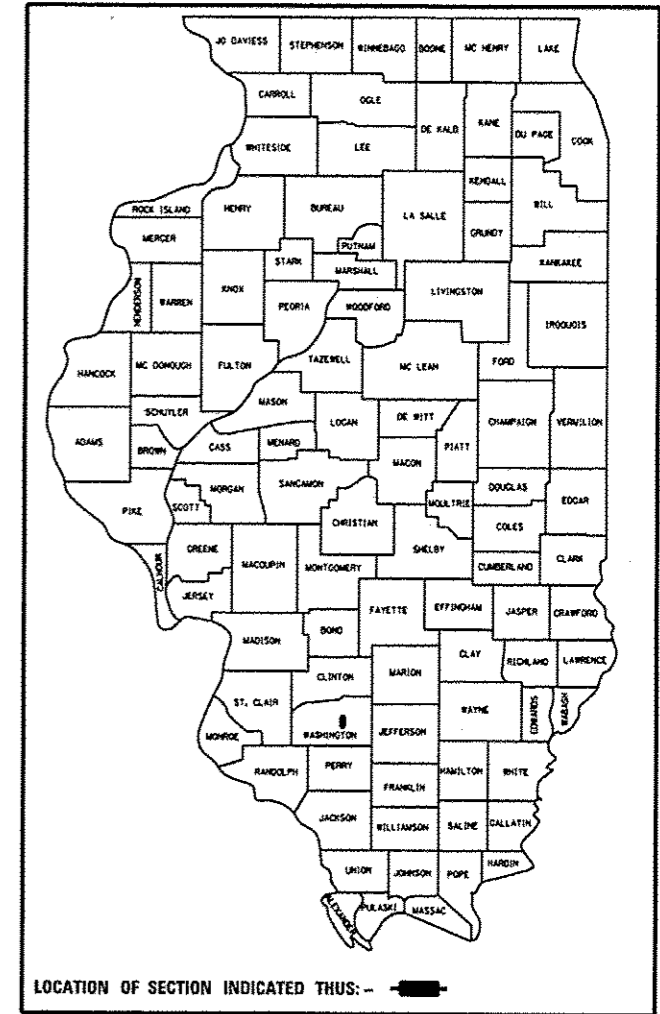 JO DAVIESS STEPHENSON WINNEBAGO BOONE MC HENRY LAKE
CARROLL OGLE DE KALB KANE DU PAGE COOK
WHITESIDE LEE
KENDALL WILL
ROCK ISLAND HENRY BUREAU LA SALLE GRUNDY
MERCER PUTNAM
STARK MARSHALL KANKAKEE
HENDERSON WARREN KNOX PEORIA WOODFORD LIVINGSTON IROQUOIS
HANCOCK MC DONOUGH FULTON TAZEWELL MC LEAN FORD
SCHUYLER MASON LOGAN DE WITT CHAMPAIGN VERMILION
ADAMS BROWN CASS MENARD MACON PIATT
PIKE SCOTT MORGAN SANGAMON CHRISTIAN MOULTRIE DOUGLAS EDGAR
COLES
CALHOUN GREENE MACOUPIN MONTGOMERY SHELBY CUMBERLAND CLARK
JERSEY FAYETTE EFFINGHAM JASPER CRAWFORD
MADISON BOND CLAY RICHLAND LAWRENCE
CLINTON MARION
ST. CLAIR WAYNE EDWARDS WABASH
MONROE WASHINGTON JEFFERSON
RANDOLPH PERRY HAMILTON WHITE
FRANKLIN
JACKSON WILLIAMSON SALINE GALLATIN
UNION JOHNSON POPE HARDIN
ALEXANDER PULASKI MASSAC
LOCATION OF SECTION INDICATED THUS: -